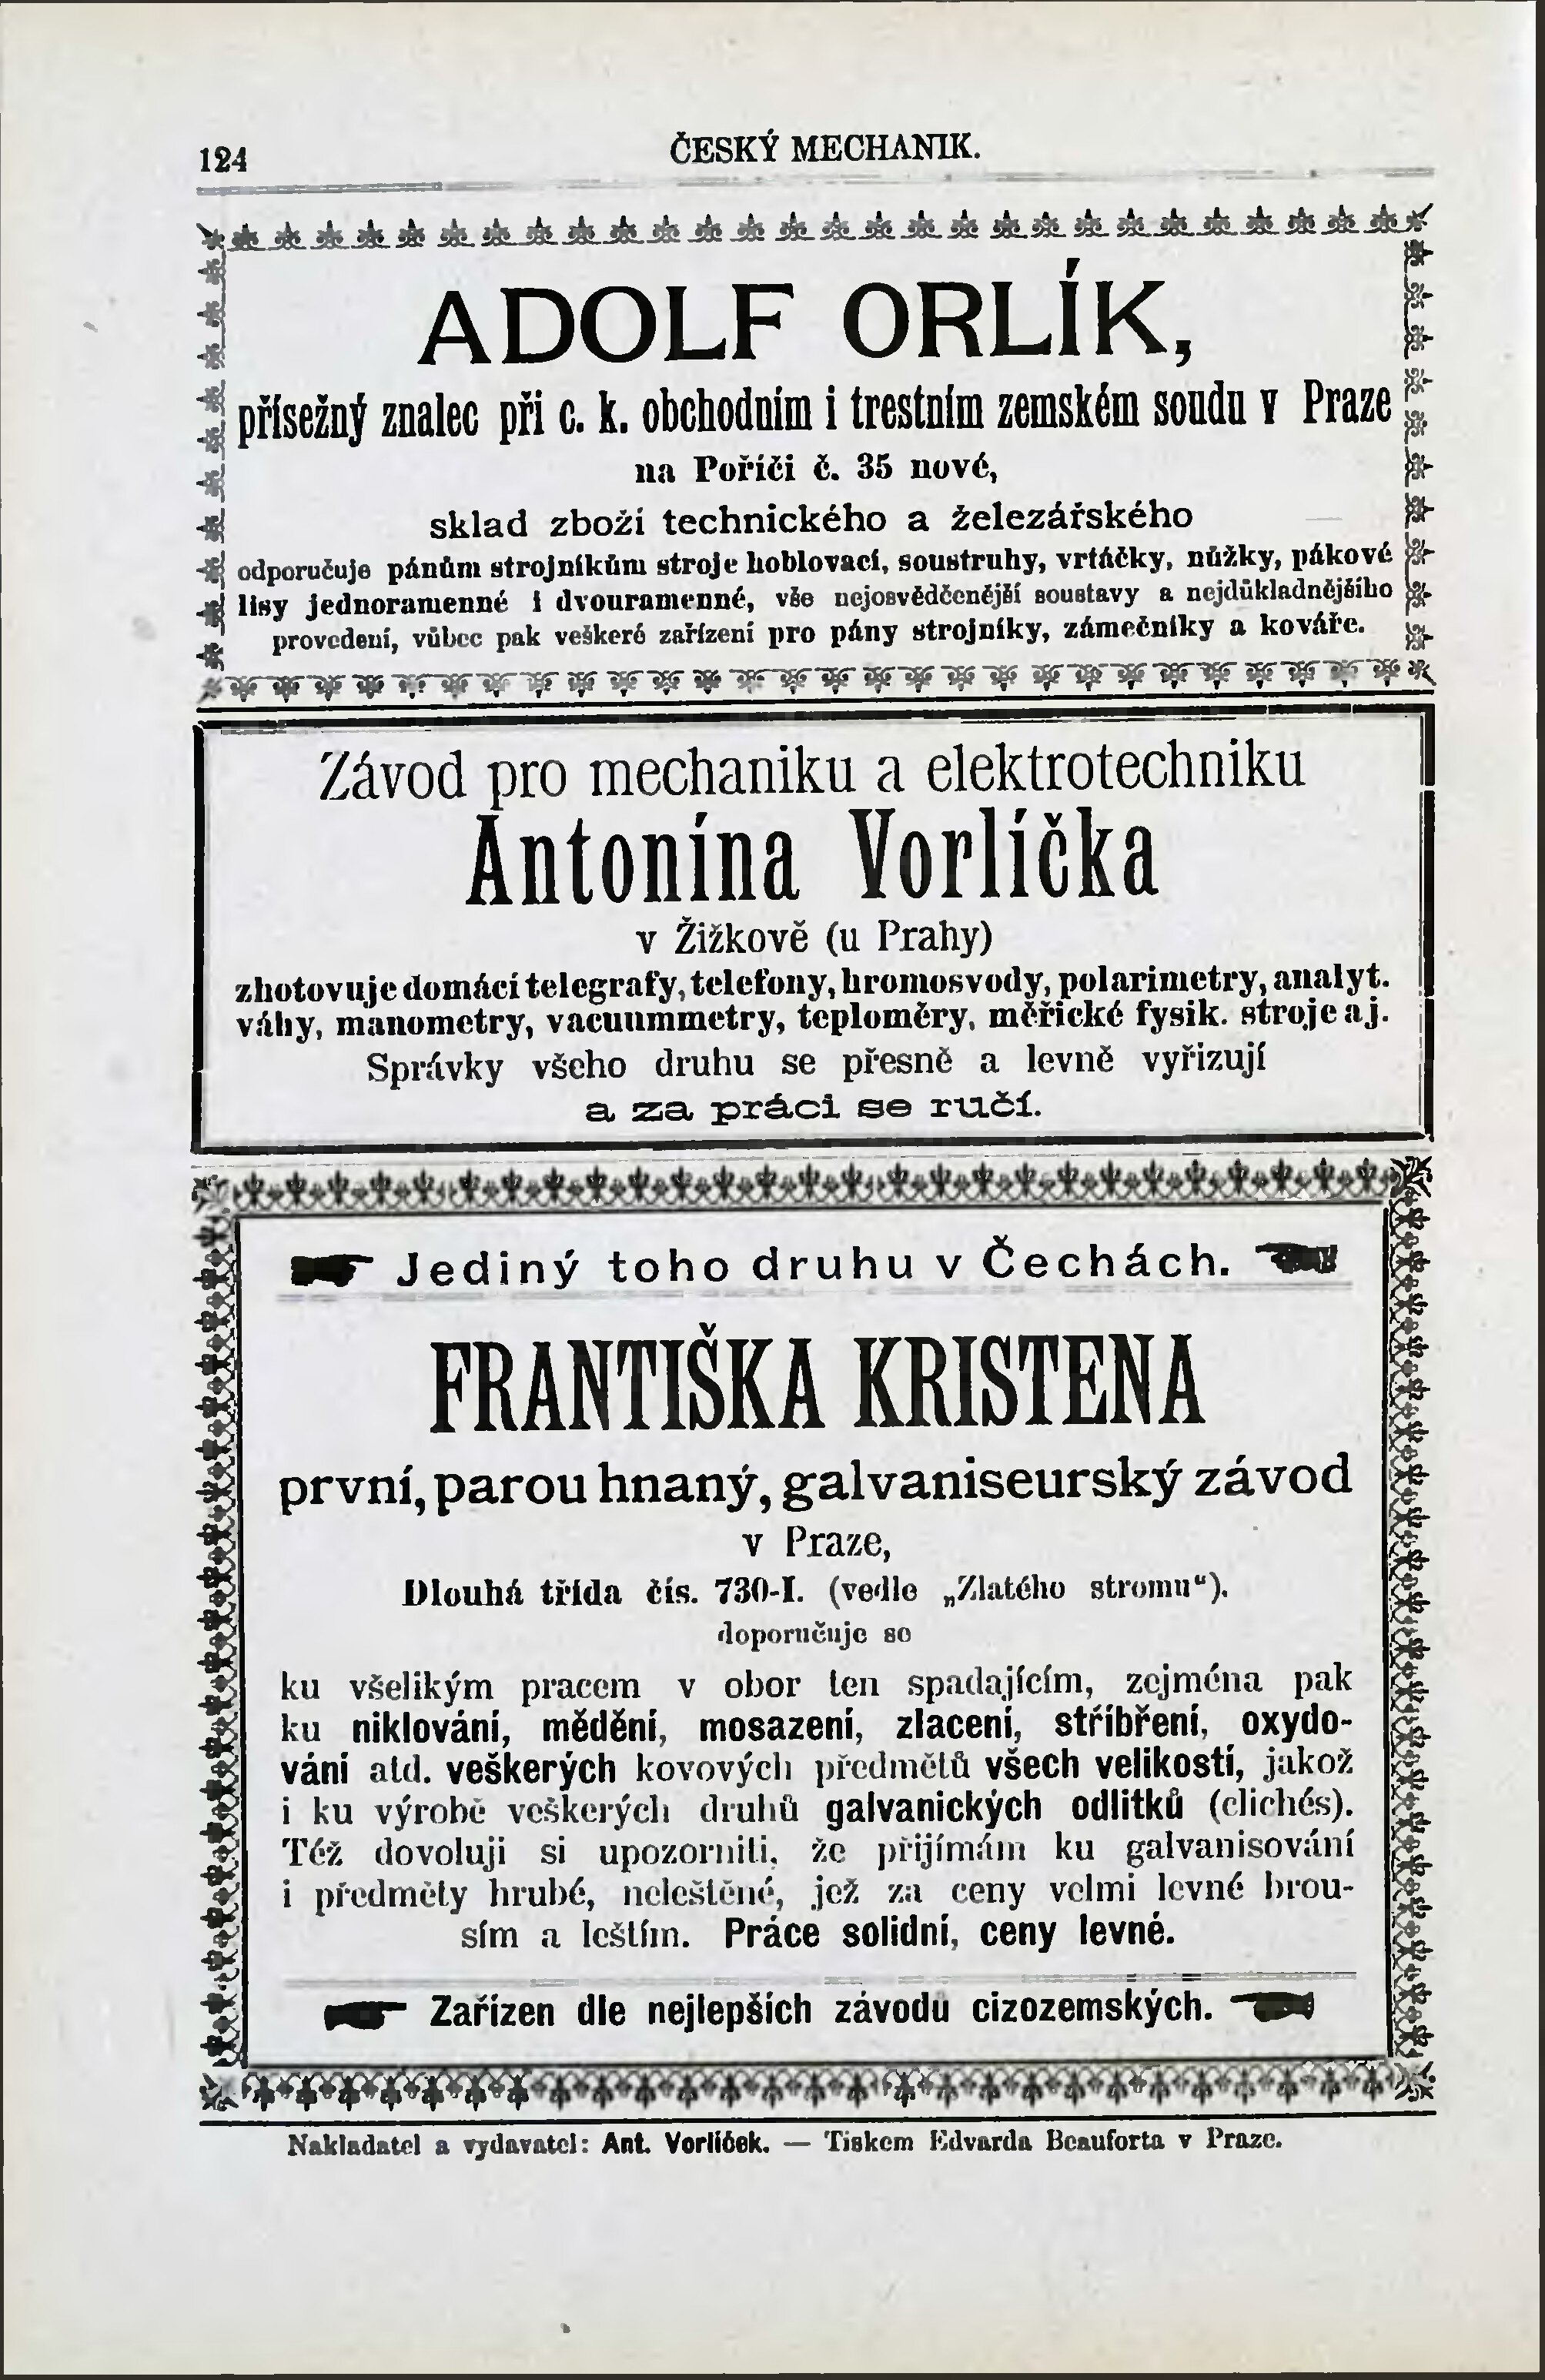 124
ČESKÝ MECHANIK.
ADOLF ORLÍK,
přísežný znalec při c. k. obchodním i trestním zemském soudu v Praze
na Poříčí č. 35 nové,
sklad zboží technického a železářského
odporučuje pánům strojníkům stroje hoblovací, soustruhy, vrtáčky, nůžky, pákové
lisy jednoramenné i dvouramenné, vše nejosvědčenější soustavy a nejdůkladnějšího
provedení, vůbec pak veškeré zařízení pro pány strojníky, zámečníky a kováře.
Závod pro mechaniku a elektrotechniku
Antonína Vorlíčka
v Žižkově (u Prahy)
zhotovuje domácí telegrafy, telefony, hromosvody, polarimetry, analyt.
váhy, manometry, vacuummetry, teploměry, měřické fysik. stroje aj.
Správky všeho druhu se přesně a levně vyřizují
a za práci se ručí.
Jediný toho druhu v Čechách.
FRANTIŠKA KRISTENA
první, parou hnaný, galvaniseurský závod
v Praze,
Dlouhá třída čís. 730-I. (vedle „Zlatého stromu“).
doporučuje se
ku všelikým pracem v obor ten spadajícím, zejména pak
ku niklování, mědění, mosazení, zlacení, stříbření, oxydo-
vání atd. veškerých kovových předmětů všech velikostí, jakož
i ku výrobě veškerých druhů galvanických odlitků (clichés).
Též dovoluji si upozorniti, že přijímám ku galvanisování
i předměty hrubé, neleštěné, jež za ceny velmi levné brou-
sím a leštím. Práce solidní, ceny levné.
Zařízen dle nejlepších závodů cizozemských.
Nakladatel a vydavatel: Ant. Vorlíček. — Tiskem Edvarda Beauforta v Praze.